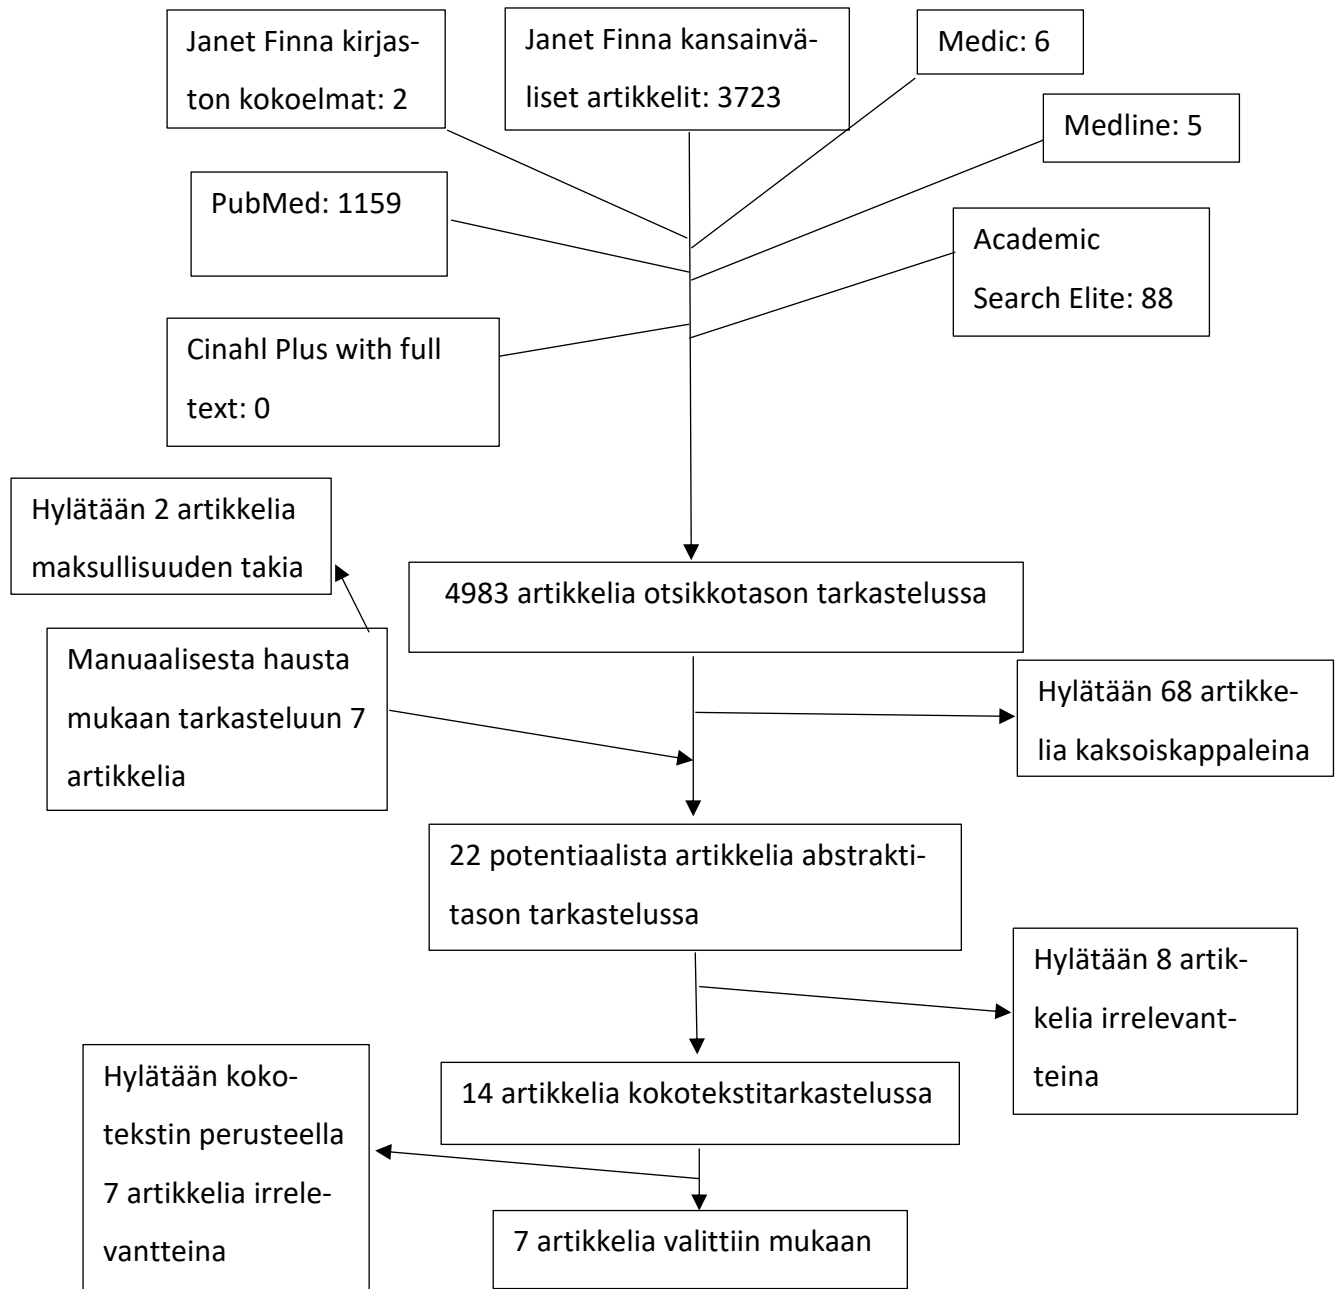 Janet Finna kirjas-
ton kokoelmat: 2
Janet Finna kansainvä-
liset artikkelit: 3723
Medic: 6
Medline: 5
PubMed: 1159
Academic
Search Elite: 88
Cinahl Plus with full
text: 0
Hylätään 2 artikkelia
maksullisuuden takia
4983 artikkelia otsikkotason tarkastelussa
Manuaalisesta hausta
mukaan tarkasteluun 7
artikkelia
Hylätään 68 artikke-
lia kaksoiskappaleina
22 potentiaalista artikkelia abstrakti-
tason tarkastelussa
Hylätään 8 artik-
kelia irrelevant-
teina
14 artikkelia kokotekstitarkastelussa
Hylätään koko-
tekstin perusteella
7 artikkelia irrele-
vantteina
7 artikkelia valittiin mukaan